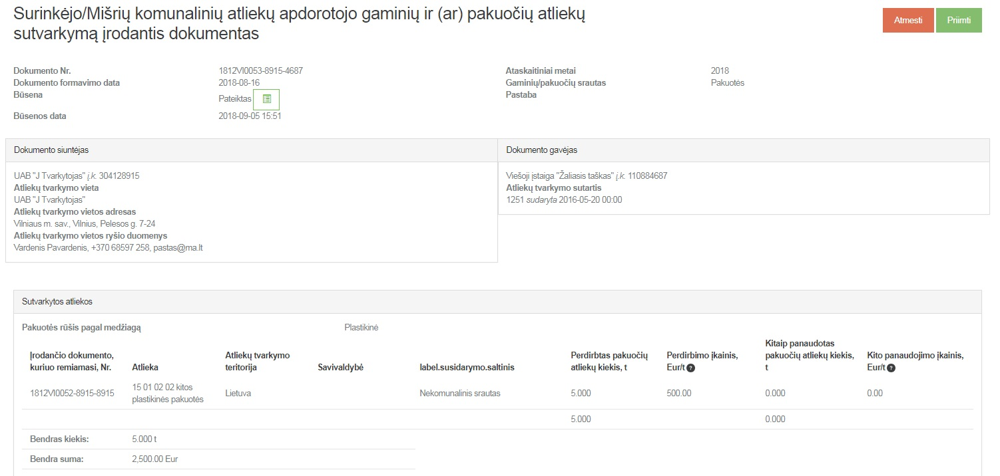 Surinkėjo/Mišrių komunalinių atliekų apdorotojo gaminių ir (ar) pakuočių atliekų
sutvarkymą įrodantis dokumentas
Atmesti
Priimti
Dokumento Nr. 1812VI0053-8915-4687
Dokumento formavimo data 2018-08-16
Būsena Pateiktas
Būsenos data 2018-09-05 15:51
Ataskaitiniai metai 2018
Gaminių/pakuočių srautas Pakuotės
Pastaba
Dokumento siuntėjas
UAB "J Tvarkytojas" į.k. 304128915
Atliekų tvarkymo vieta
UAB "J Tvarkytojas"
Atliekų tvarkymo vietos adresas
Vilniaus m. sav., Vilnius, Pelesos g. 7-24
Atliekų tvarkymo vietos ryšio duomenys
Vardenis Pavardenis, +370 68597 258, pastas@ma.lt
Dokumento gavėjas
Viešoji įstaiga "Žaliasis taškas" į.k. 110884687
Atliekų tvarkymo sutartis
1251 sudaryta 2016-05-20 00:00
Sutvarkytos atliekos
Pakuotės rūšis pagal medžiagą Plastikinė
Įrodančio dokumento,
kuriuo remiamasi, Nr.
Atlieka
Atliekų tvarkymo
teritorija
Savivaldybė
label.susidarymo.saltinis
Perdirbtas pakuočių
atliekų kiekis, t
Perdirbimo įkainis,
Eur/t ?
Kitaip panaudotas
pakuočių atliekų kiekis,
t
Kito panaudojimo įkainis,
Eur/t ?
1812VI0052-8915-8915
15 01 02 02 kitos
plastikinės pakuotės
Lietuva
Nekomunalinis srautas
5.000
500.00
0.000
0.00
5.000
0.000
Bendras kiekis: 5.000 t
Bendra suma: 2,500.00 Eur